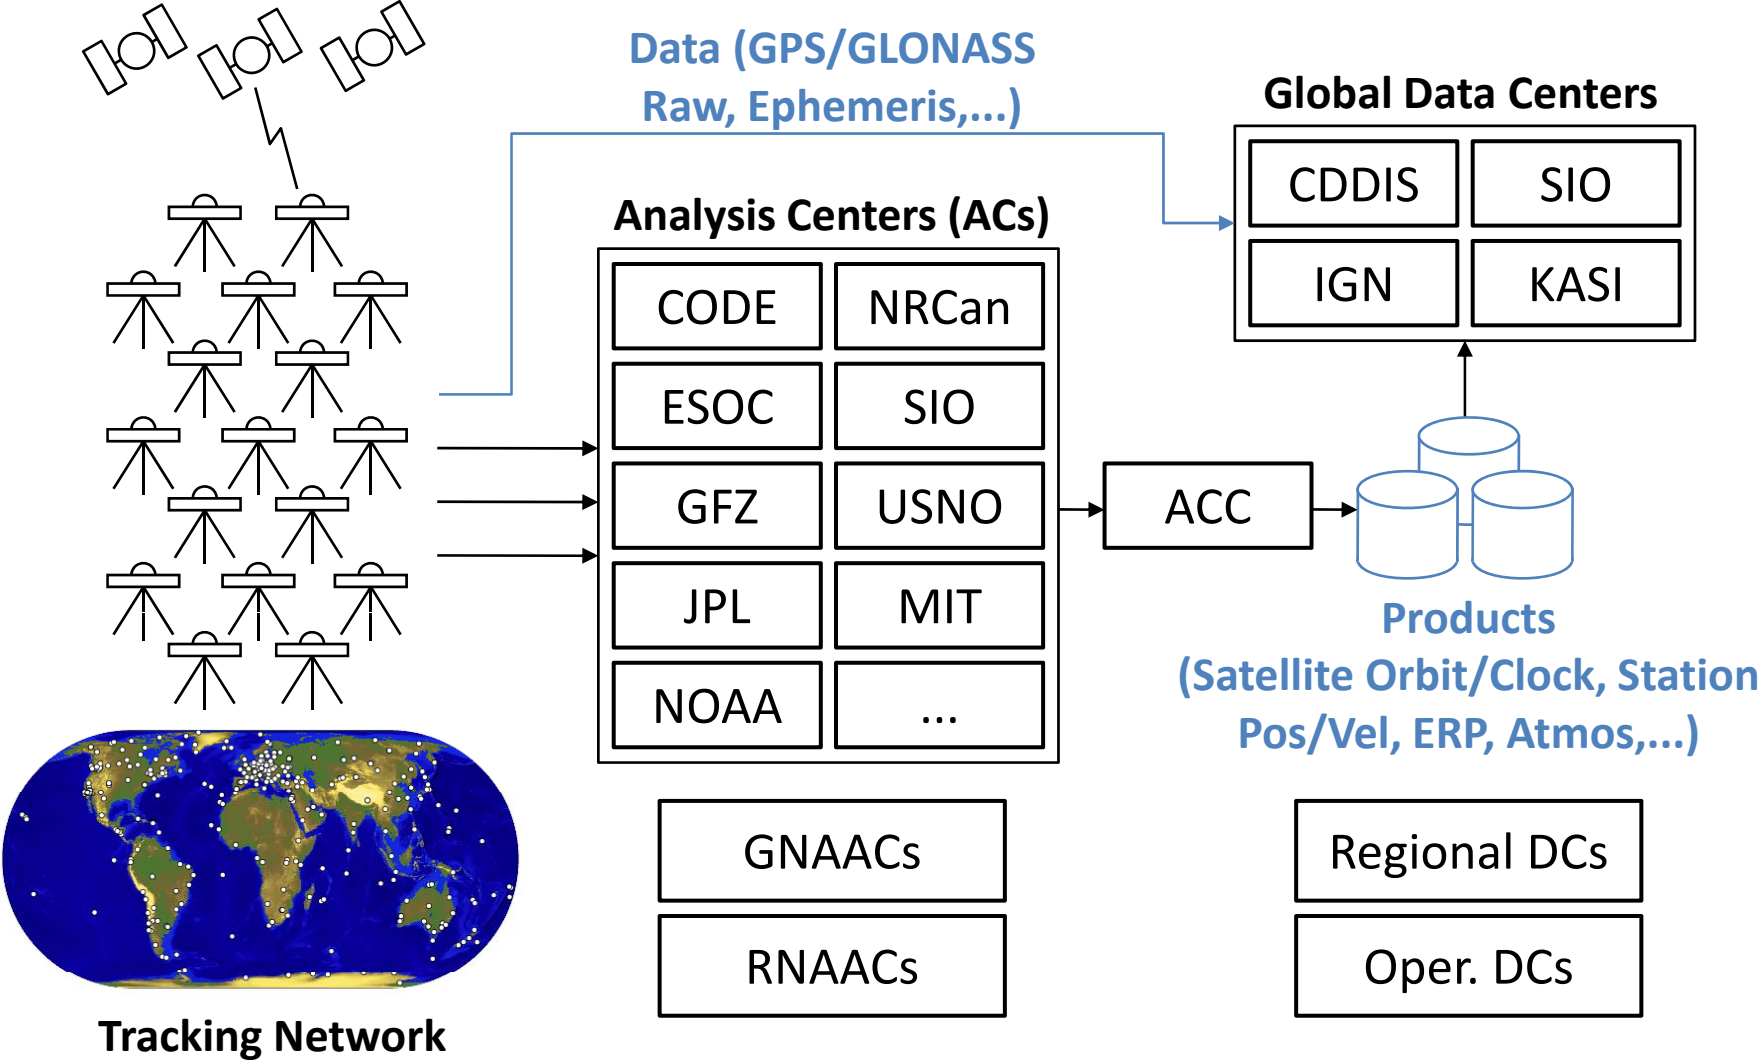 Data (GPS/GLONASS
Raw, Ephemeris,...)
Global Data Centers
CDDIS
SIO
IGN
KASI
Analysis Centers (ACs)
CODE
NRCan
ESOC
SIO
GFZ
USNO
JPL
MIT
NOAA
...
ACC
Products
(Satellite Orbit/Clock, Station
Pos/Vel, ERP, Atmos,...)
GNAACs
RNAACs
Regional DCs
Oper. DCs
Tracking Network